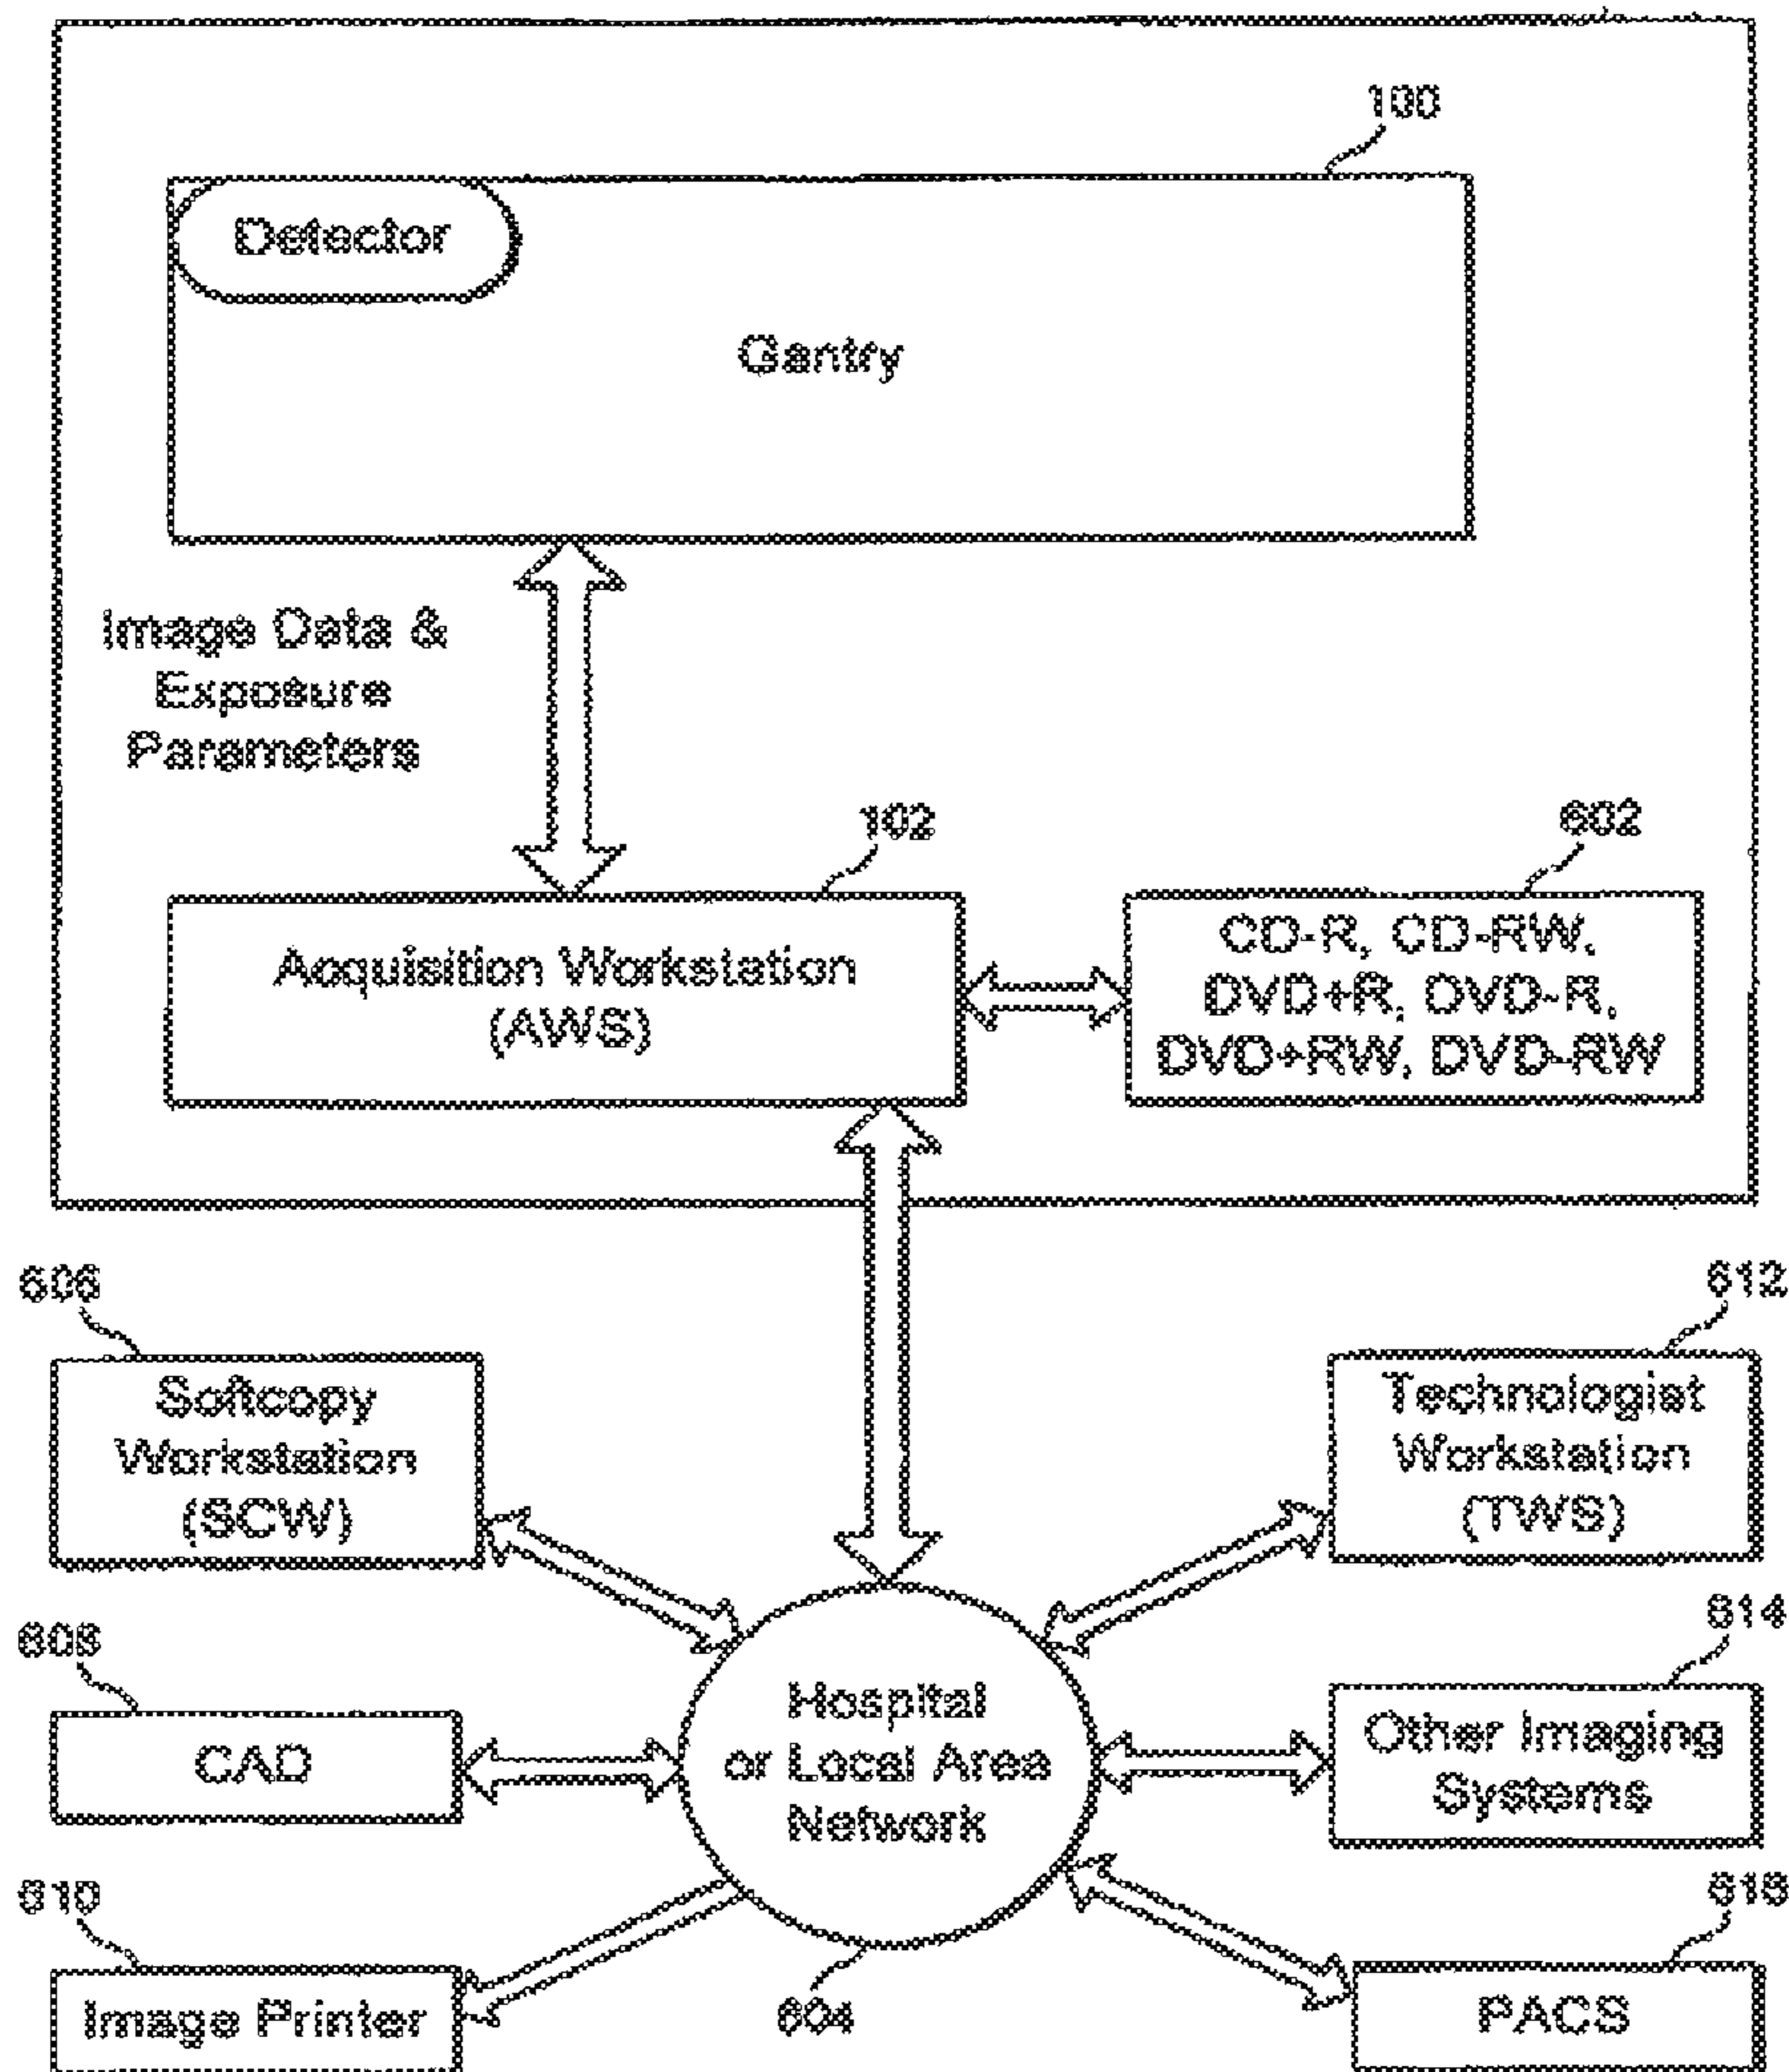 100
Detector
Gantry
Image Data &
Exposure
Parameters
102
602
Acquisition Workstation
(AWS)
CD-R, CD-RW,
DVD+R, DVD-R,
DVD+RW, DVD-RW
606
612
Softcopy
Workstation
(SCW)
Technologist
Workstation
(TWS)
608
614
Hospital
or Local Area
Network
CAD
Other Imaging
Systems
610
Image Printer
604
PACS